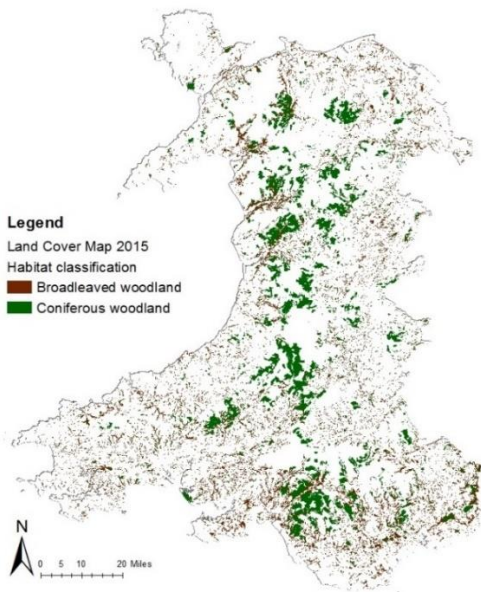 Legend
Land Cover Map 2015
Habitat classification
Broadleaved woodland
Coniferous woodland
N
0 5 10 20 Miles